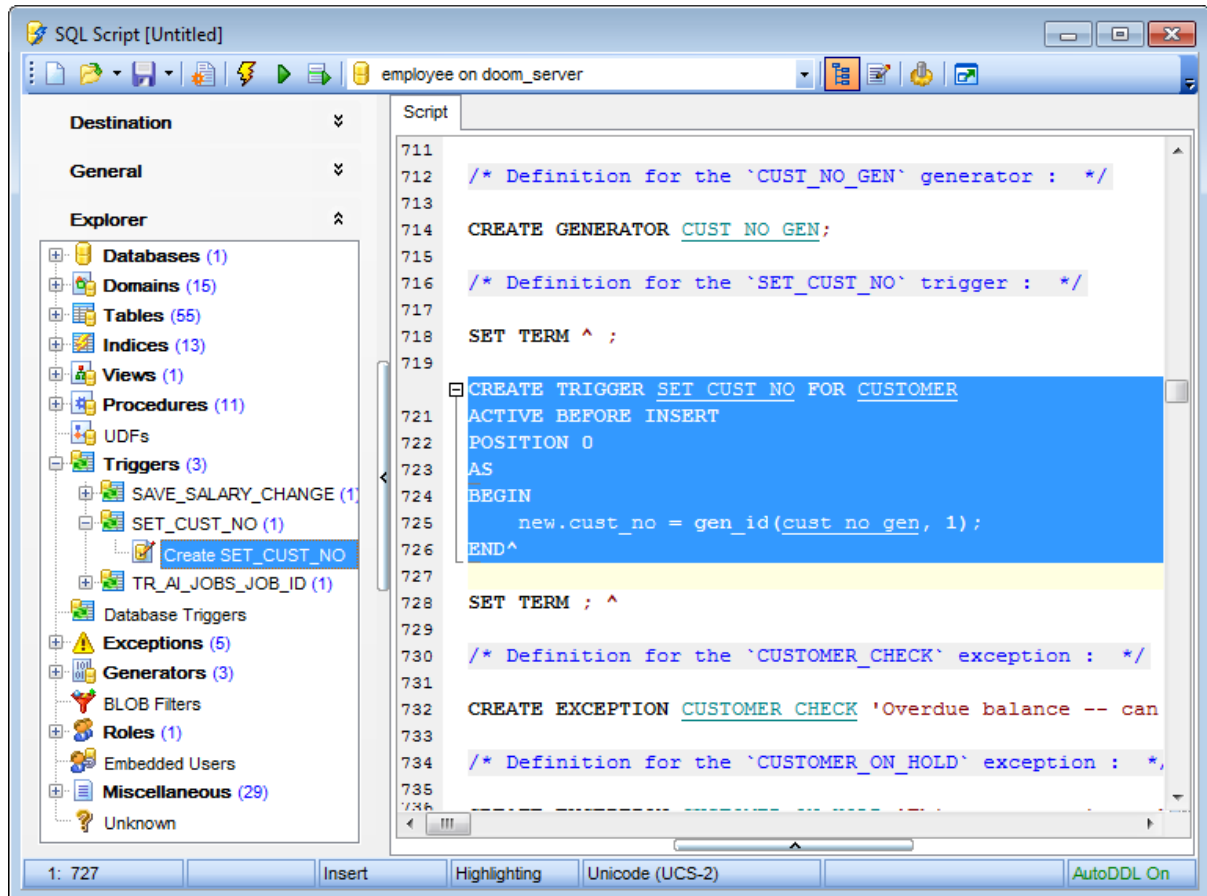 SQL Script [Untitled]
employee on doom_server
Destination
General
Explorer
Databases (1)
Domains (15)
Tables (55)
Indices (13)
Views (1)
Procedures (11)
UDFs
Triggers (3)
SAVE_SALARY_CHANGE (1)
SET_CUST_NO (1)
Create SET_CUST_NO
TR_AI_JOBS_JOB_ID (1)
Database Triggers
Exceptions (5)
Generators (3)
BLOB Filters
Roles (1)
Embedded Users
Miscellaneous (29)
Unknown
Script
711
712 /* Definition for the `CUST_NO_GEN` generator :  */
713
714 CREATE GENERATOR CUST_NO_GEN;
715
716 /* Definition for the `SET_CUST_NO` trigger :  */
717
718 SET TERM ^ ;
719
CREATE TRIGGER SET_CUST_NO FOR CUSTOMER
721 ACTIVE BEFORE INSERT
722 POSITION 0
723 AS
724 BEGIN
725     new.cust_no = gen_id(cust_no_gen, 1);
726 END^
727
728 SET TERM ; ^
729
730 /* Definition for the `CUSTOMER_CHECK` exception :  */
731
732 CREATE EXCEPTION CUSTOMER_CHECK 'Overdue balance -- can
733
734 /* Definition for the `CUSTOMER_ON_HOLD` exception :  *
735
1: 727
Insert
Highlighting
Unicode (UCS-2)
AutoDDL On